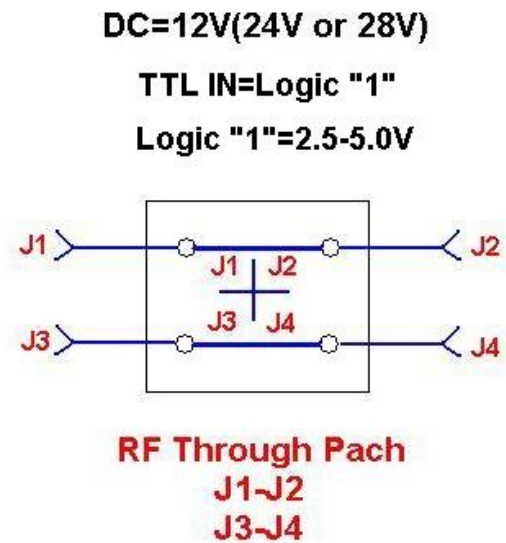 DC=12V(24V or 28V)
TTL IN=Logic "1"
Logic "1"=2.5-5.0V
J1 J2
J1 J2
J3 J4
J3 J4
RF Through Pach
J1-J2
J3-J4